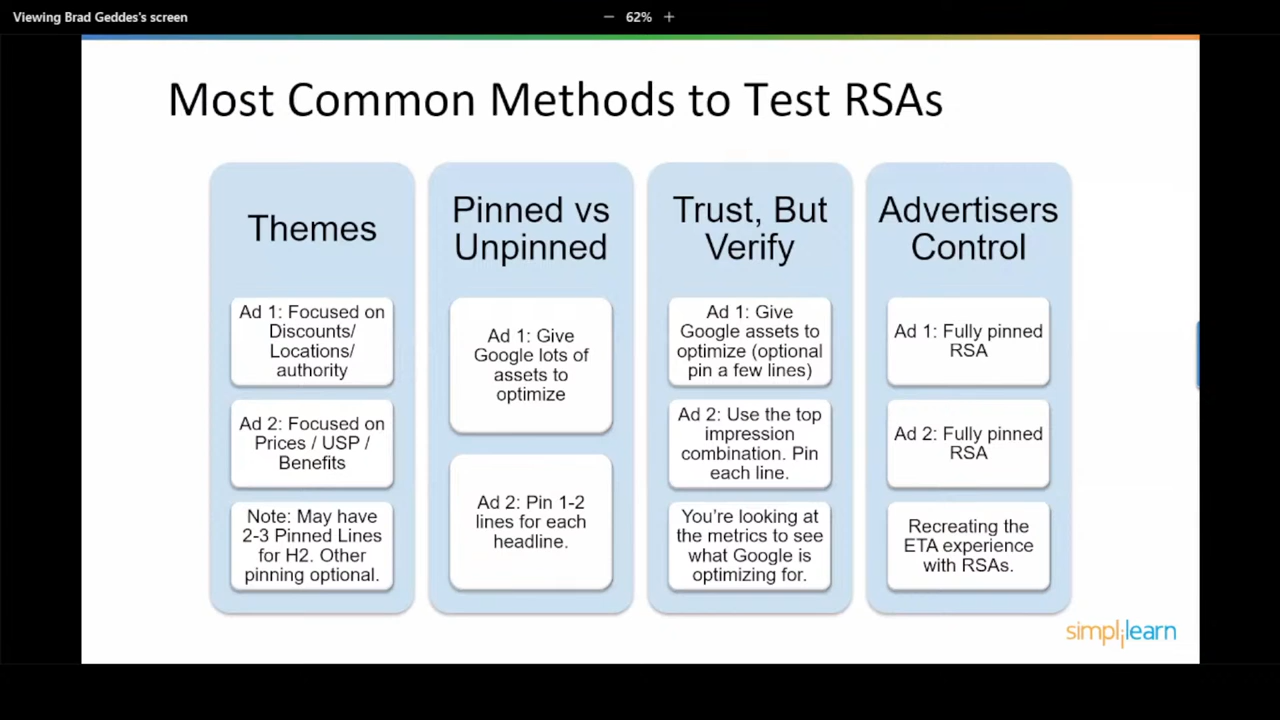 Viewing Brad Geddes's screen
− 62% +
Most Common Methods to Test RSAs
Themes
Ad 1: Focused on
Discounts/
Locations/
authority
Ad 2: Focused on
Prices / USP /
Benefits
Note: May have
2-3 Pinned Lines
for H2. Other
pinning optional.
Pinned vs
Unpinned
Ad 1: Give
Google lots of
assets to
optimize
Ad 2: Pin 1-2
lines for each
headline.
Trust, But
Verify
Ad 1: Give
Google assets to
optimize (optional
pin a few lines)
Ad 2: Use the top
impression
combination. Pin
each line.
You’re looking at
the metrics to see
what Google is
optimizing for.
Advertisers
Control
Ad 1: Fully pinned
RSA
Ad 2: Fully pinned
RSA
Recreating the
ETA experience
with RSAs.
simplilearn